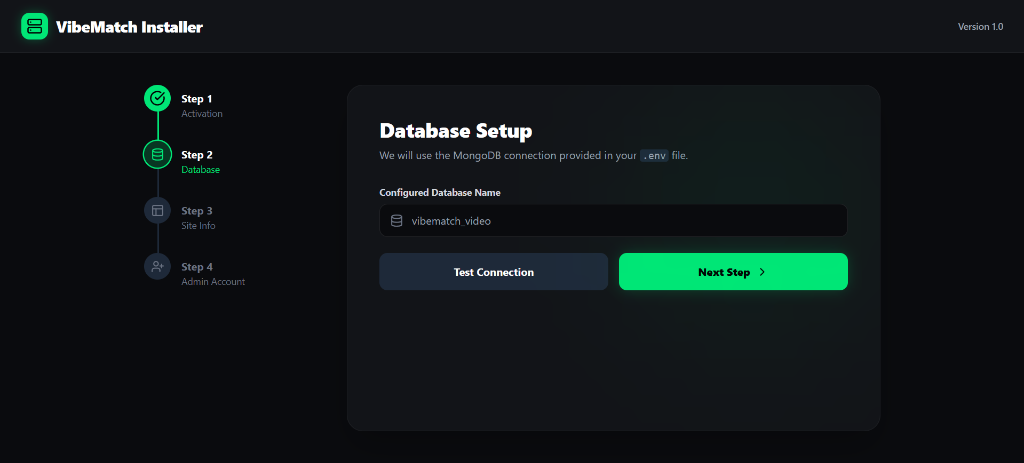 VibeMatch Installer
Version 1.0
Step 1
Activation
Step 2
Database
Step 3
Site Info
Step 4
Admin Account
Database Setup
We will use the MongoDB connection provided in your .env file.
Configured Database Name
vibematch_video
Test Connection
Next Step